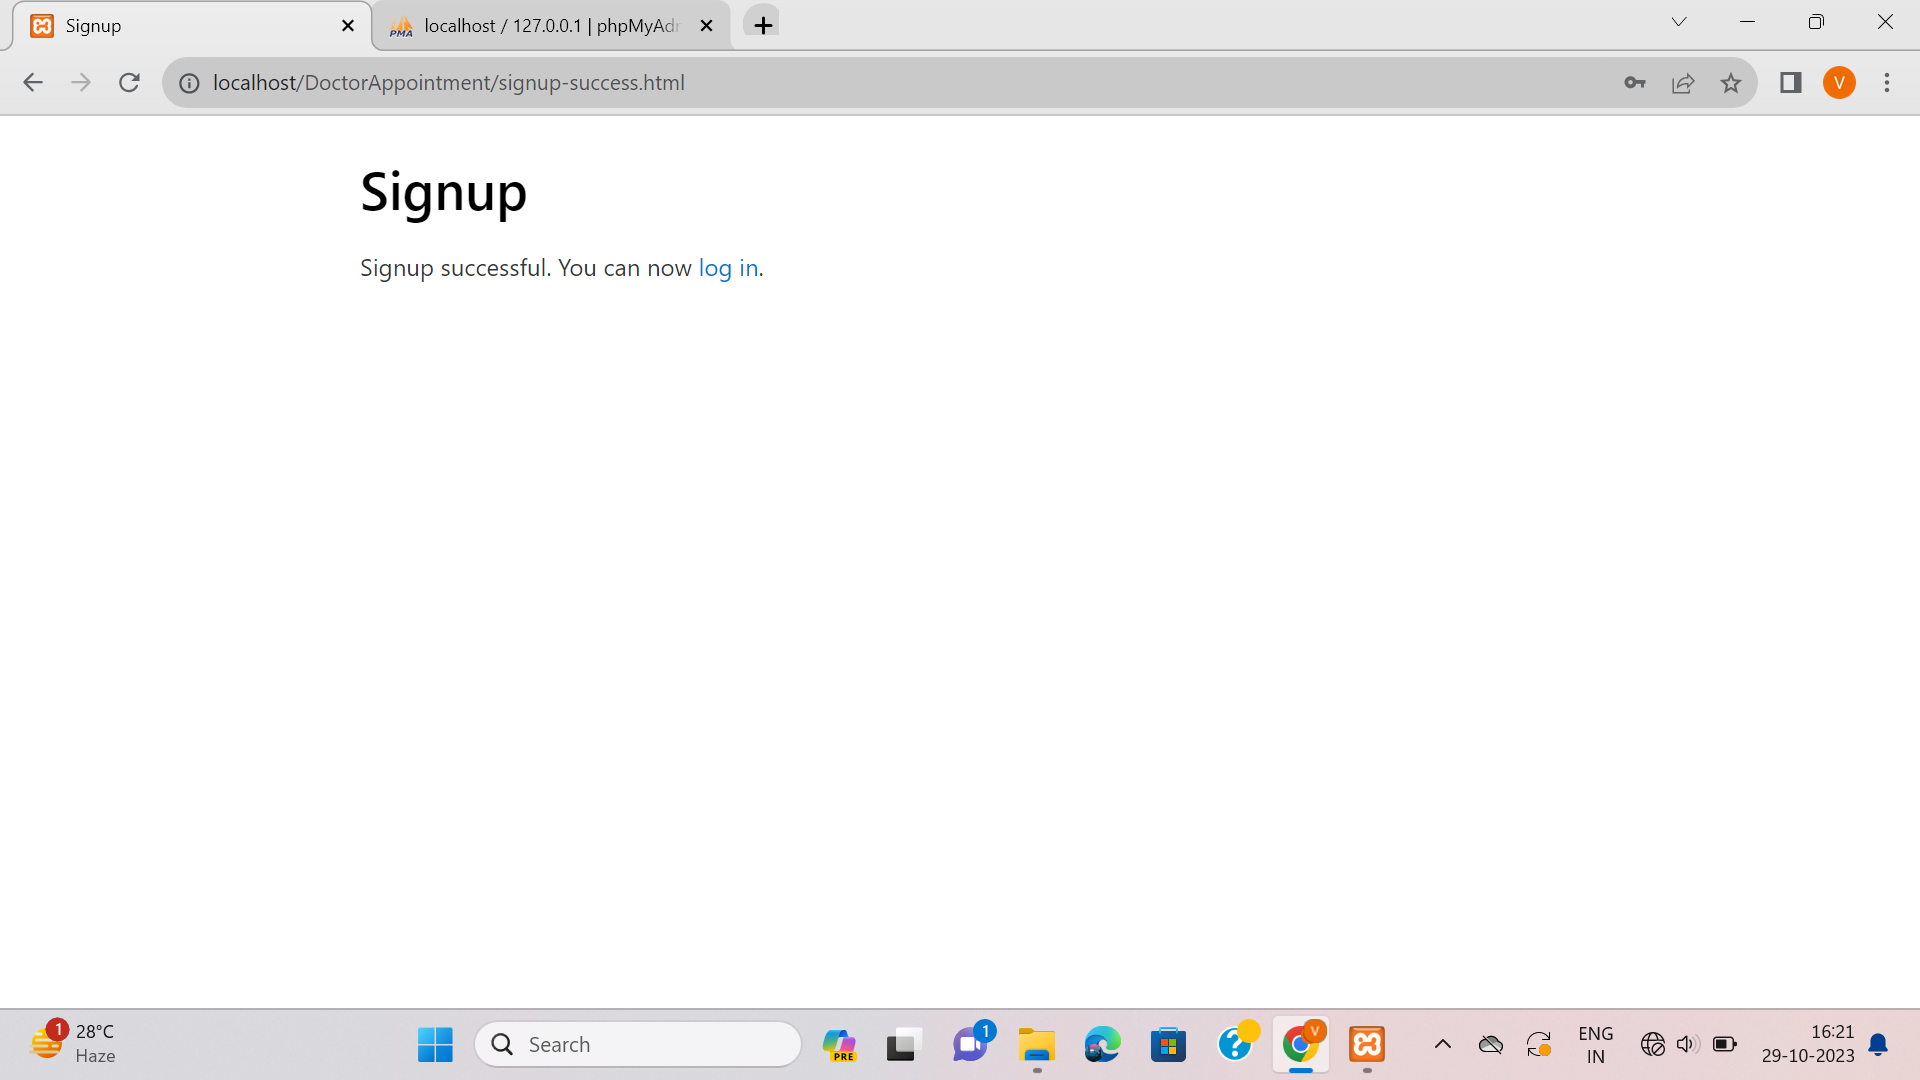 Signup
localhost / 127.0.0.1 | phpMyAdr
PMA
localhost/DoctorAppointment/signup-success.html
V
Signup
Signup successful. You can now log in.
1
28°C
Haze
Search
PRE
1
V
ENG
IN
16:21
29-10-2023